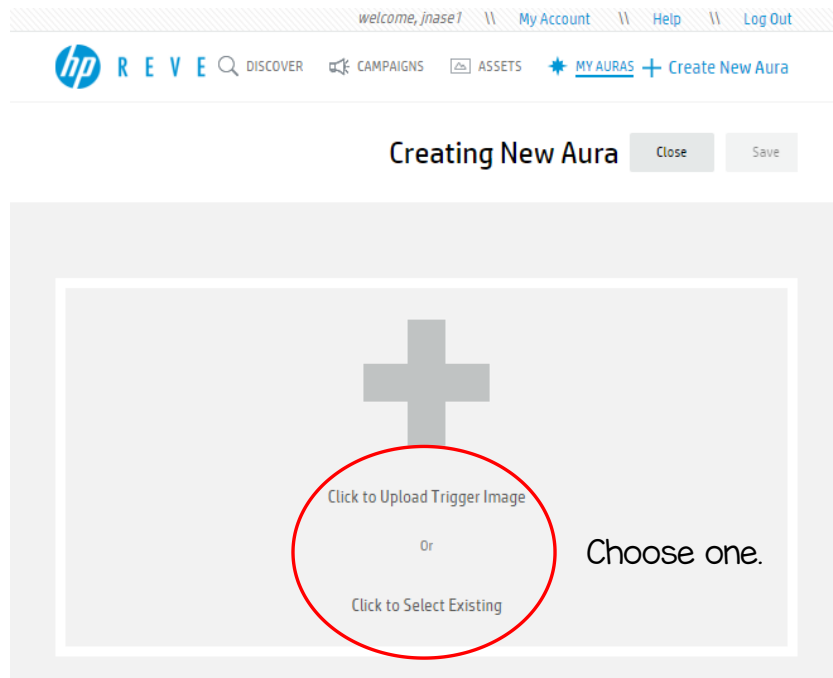 welcome, jnase1 \\ My Account \\ Help \\ Log Out
hp REVE DISCOVER CAMPAIGNS ASSETS MY AURAS + Create New Aura
Creating New Aura Close Save
Click to Upload Trigger Image
Or
Choose one.
Click to Select Existing